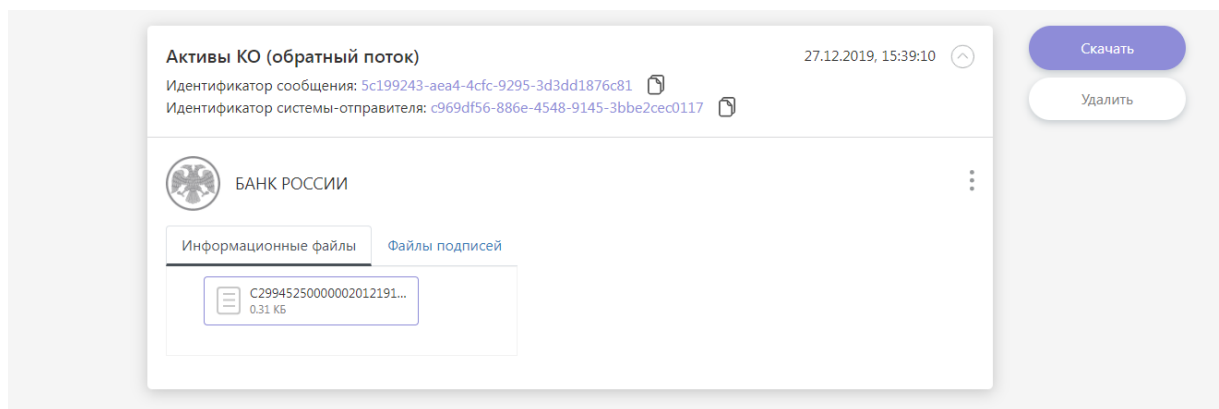 Активы КО (обратный поток)
27.12.2019, 15:39:10
Скачать
Идентификатор сообщения: 5c199243-aea4-4cfc-9295-3d3dd1876c81
Идентификатор системы-отправителя: c969df56-886e-4548-9145-3bbe2cec0117
Удалить
БАНК РОССИИ
Информационные файлы
Файлы подписей
C29945250000002012191...
0.31 КБ